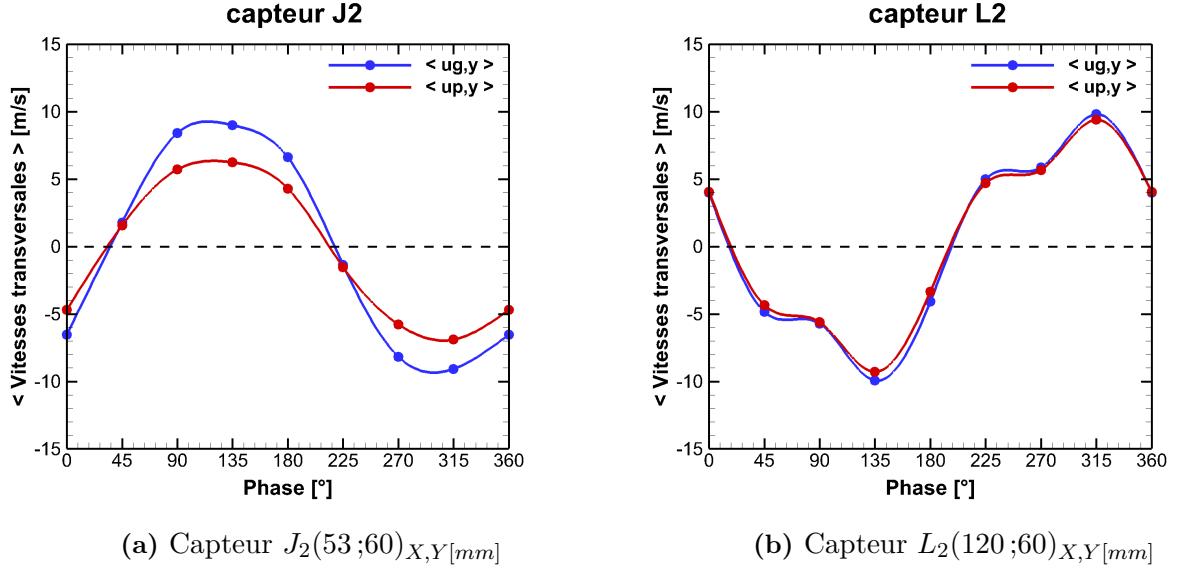 capteur J2
< Vitesses transversales > [m/s]
15
10
5
0
-5
-10
-15
< ug,y >
< up,y >
0 45 90 135 180 225 270 315 360
Phase [°]
(a) Capteur J2(53 ;60)X,Y[mm]
capteur L2
< Vitesses transversales > [m/s]
15
10
5
0
-5
-10
-15
< ug,y >
< up,y >
0 45 90 135 180 225 270 315 360
Phase [°]
(b) Capteur L2(120 ;60)X,Y[mm]